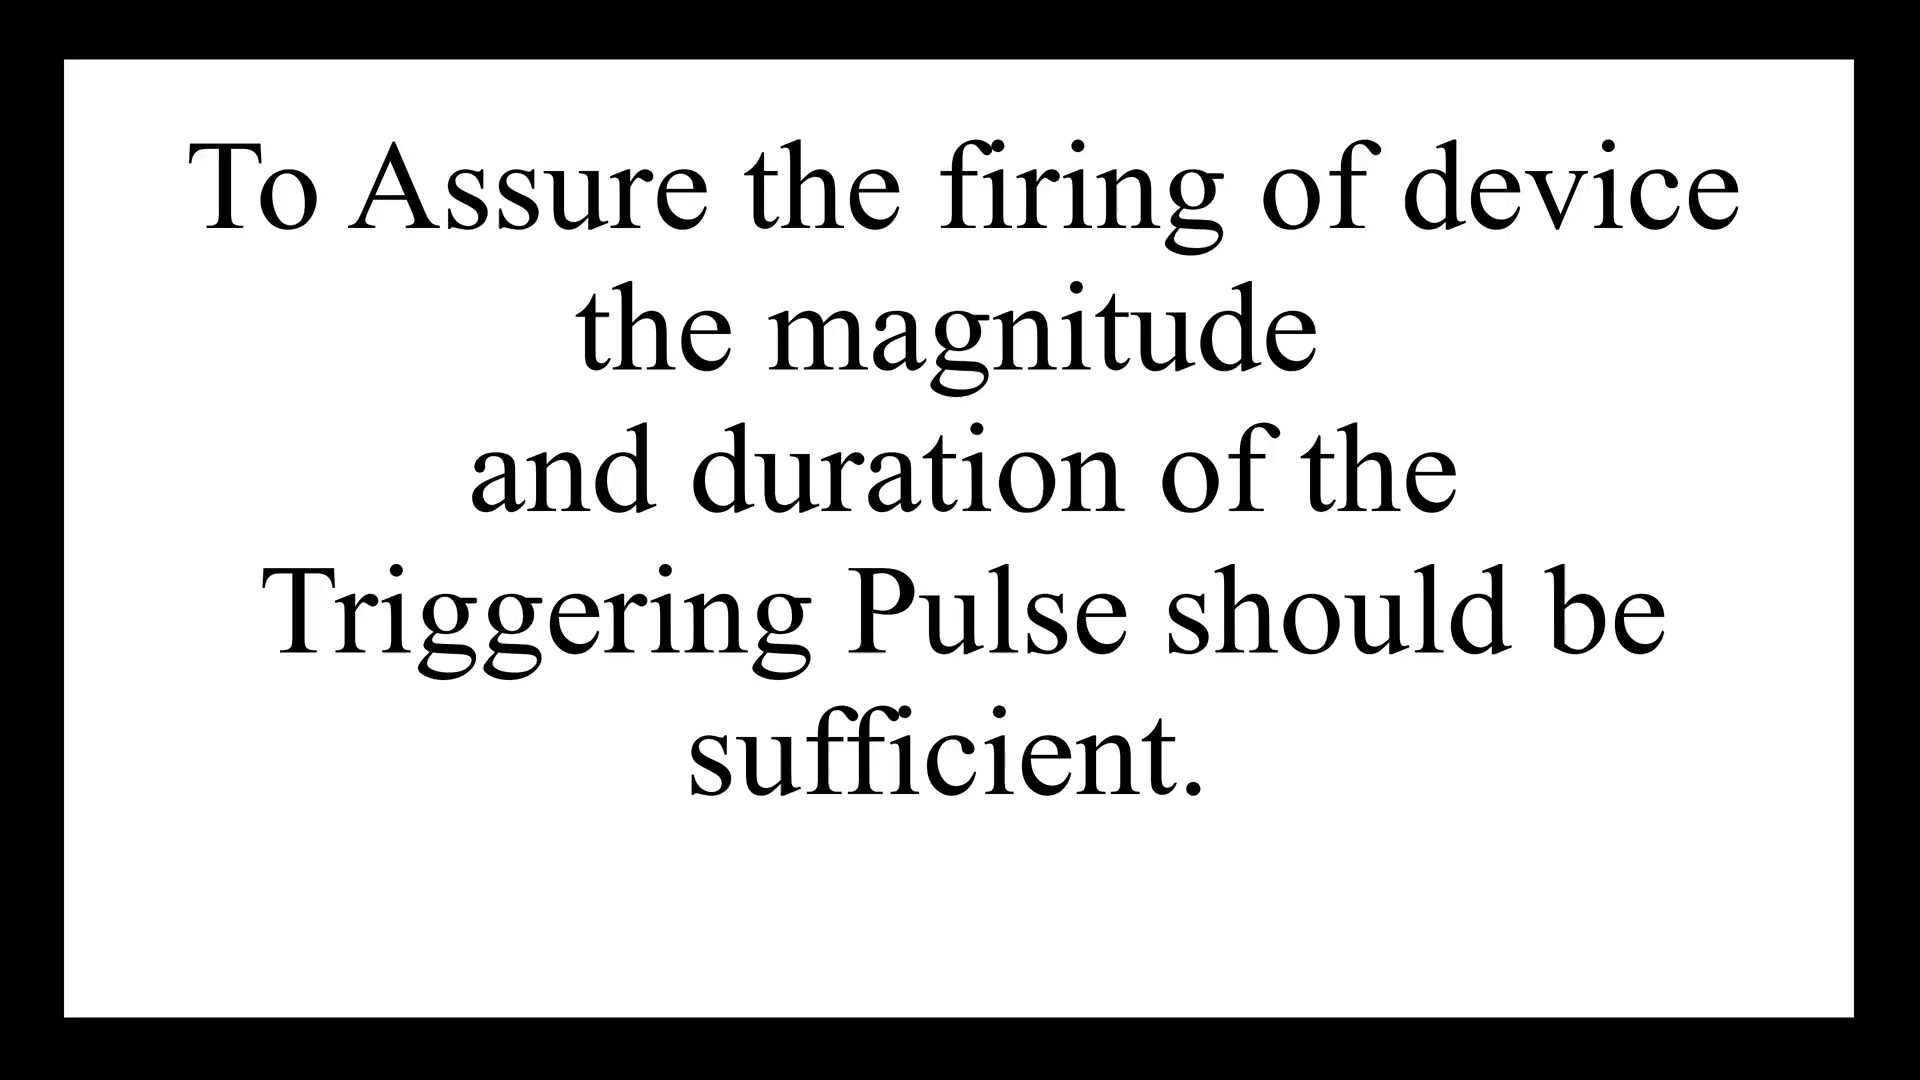 To Assure the firing of device
the magnitude
and duration of the
Triggering Pulse should be
sufficient.